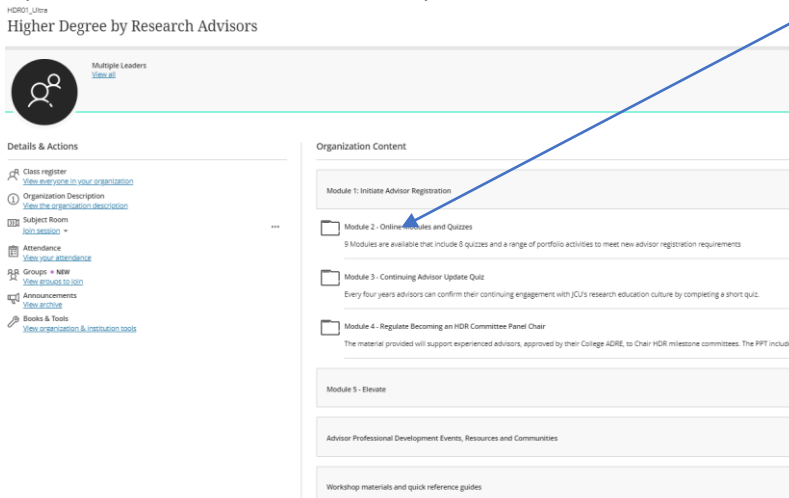 HDR01_Ultra
Higher Degree by Research Advisors
Multiple Leaders
View all
Details & Actions
Class register
View everyone in your organization
Organization Description
View the organization description
Subject Room
Join session
Attendance
View your attendance
Groups • NEW
View groups to join
Announcements
View archive
Books & Tools
View organization & institution tools
Organization Content
Module 1: Initiate Advisor Registration
Module 2 - Online Modules and Quizzes
9 Modules are available that include 8 quizzes and a range of portfolio activities to meet new advisor registration requirements
Module 3 - Continuing Advisor Update Quiz
Every four years advisors can confirm their continuing engagement with JCU's research education culture by completing a short quiz.
Module 4 - Regulate Becoming an HDR Committee Panel Chair
The material provided will support experienced advisors, approved by their College ADRE, to Chair HDR milestone committees. The PPT include
Module 5 - Elevate
Advisor Professional Development Events, Resources and Communities
Workshop materials and quick reference guides